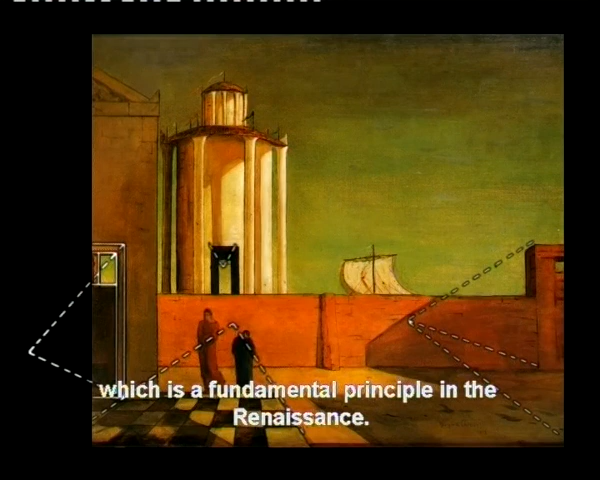 which is a fundamental principle in the
Renaissance.